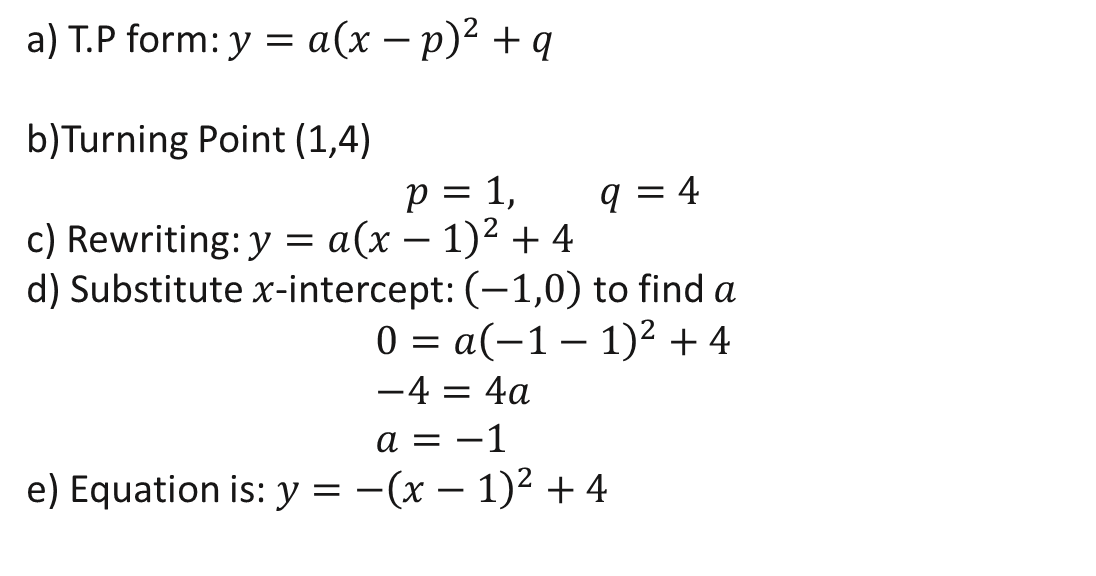 a) T.P form: y = a(x − p)² + q
b)Turning Point (1,4)
p = 1, q = 4
c) Rewriting: y = a(x − 1)² + 4
d) Substitute x-intercept: (−1,0) to find a
0 = a(−1 − 1)² + 4
−4 = 4a
a = −1
e) Equation is: y = −(x − 1)² + 4